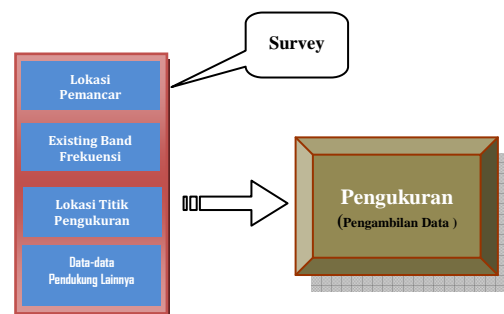 Survey
Lokasi
Pemancar
Existing Band
Frekuensi
Lokasi Titik
Pengukuran
Data-data
Pendukung Lainnya
Pengukuran
(Pengambilan Data )